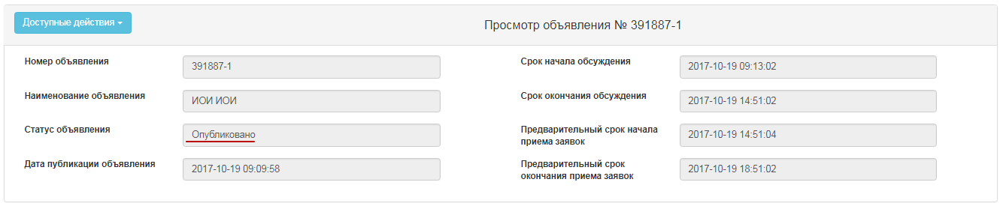 Доступные действия
Просмотр объявления № 391887-1
Номер объявления
391887-1
Срок начала обсуждения
2017-10-19 09:13:02
Наименование объявления
ИОИ ИОИ
Срок окончания обсуждения
2017-10-19 14:51:02
Статус объявления
Опубликовано
Предварительный срок начала
приема заявок
2017-10-19 14:51:04
Дата публикации объявления
2017-10-19 09:09:58
Предварительный срок
окончания приема заявок
2017-10-19 18:51:02